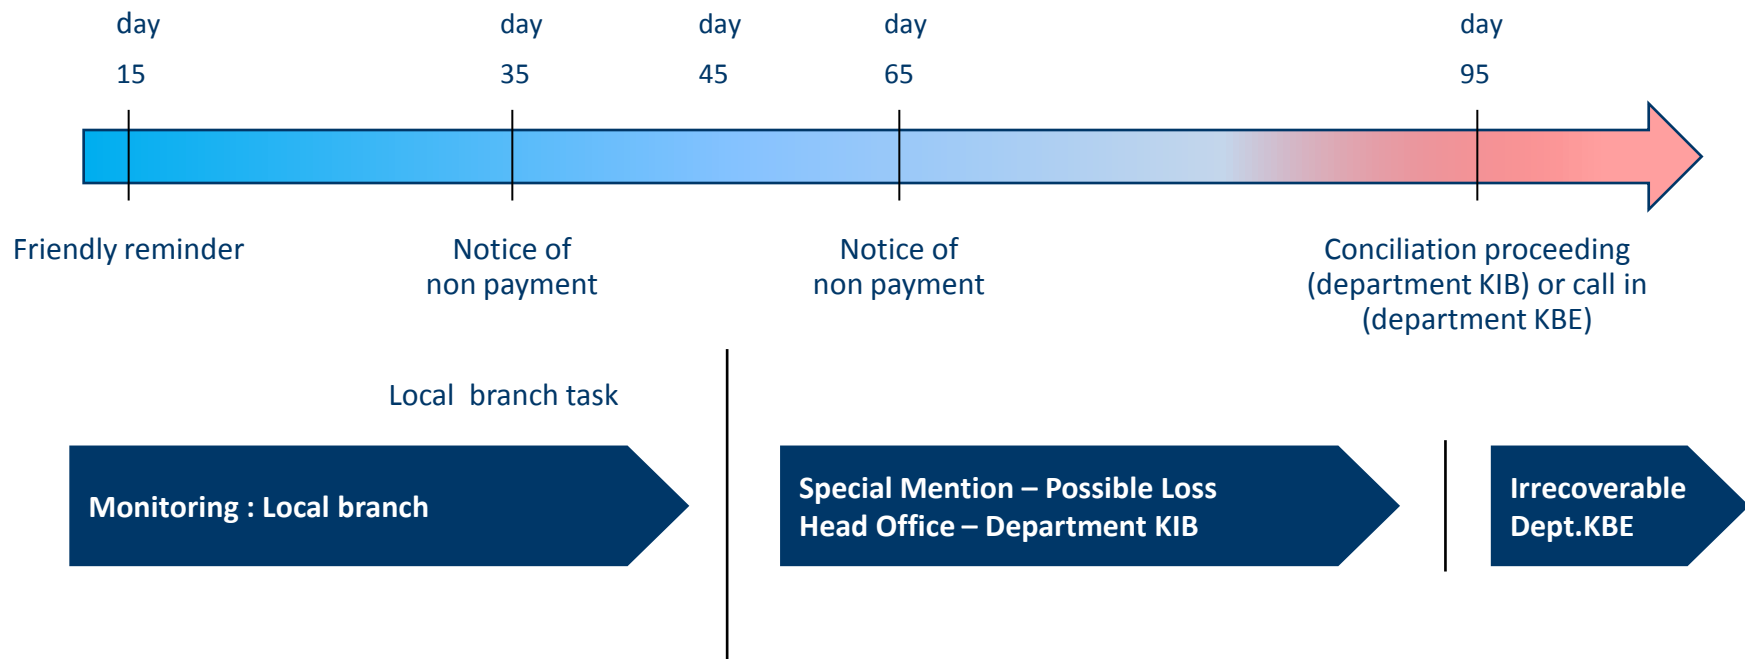 day
15
day
35
day
45
day
65
day
95
Friendly reminder
Notice of
non payment
Notice of
non payment
Conciliation proceeding
(department KIB) or call in
(department KBE)
Local branch task
Monitoring : Local branch
Special Mention – Possible Loss
Head Office – Department KIB
Irrecoverable
Dept.KBE